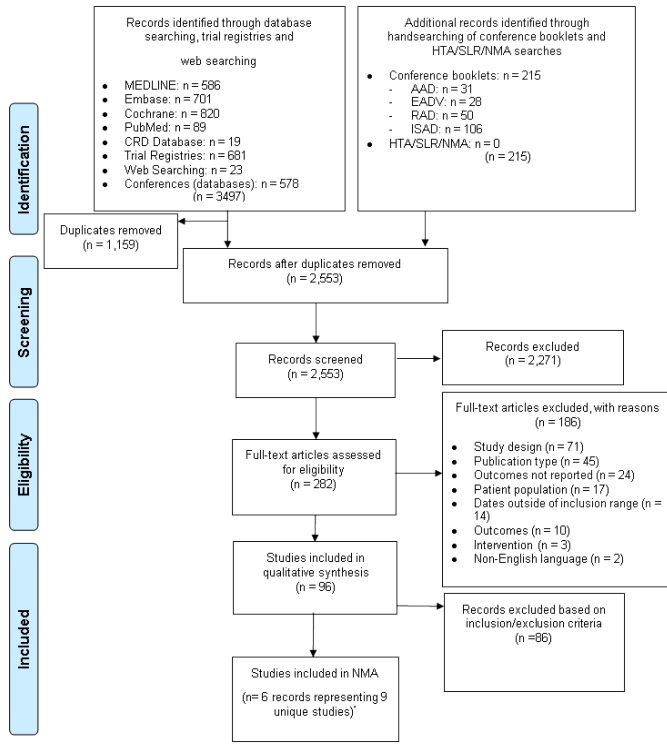 Records identified through database
searching, trial registries and
web searching
● MEDLINE: n = 586
● Embase: n = 701
● Cochrane: n = 820
● PubMed: n = 89
● CRD Database: n = 19
● Trial Registries: n = 681
● Web Searching: n = 23
● Conferences (databases): n = 578
(n = 3497)
Additional records identified through
handsearching of conference booklets and
HTA/SLR/NMA searches
● Conference booklets: n = 215
- AAD: n = 31
- EADV: n = 28
- RAD: n = 50
- ISAD: n = 106
● HTA/SLR/NMA: n = 0
(n = 215)
Identification
Duplicates removed
(n = 1,159)
Records after duplicates removed
(n = 2,553)
Screening
Records screened
(n = 2,553)
Records excluded
(n = 2,271)
Eligibility
Full-text articles assessed
for eligibility
(n = 282)
Full-text articles excluded, with reasons
(n = 186)
● Study design (n = 71)
● Publication type (n = 45)
● Outcomes not reported (n = 24)
● Patient population (n = 17)
● Dates outside of inclusion range (n =
14)
● Outcomes (n = 10)
● Intervention (n = 3)
● Non-English language (n = 2)
Included
Studies included in
qualitative synthesis
(n = 96)
Records excluded based on
inclusion/exclusion criteria
(n =86)
Studies included in NMA
(n= 6 records representing 9
unique studies)*